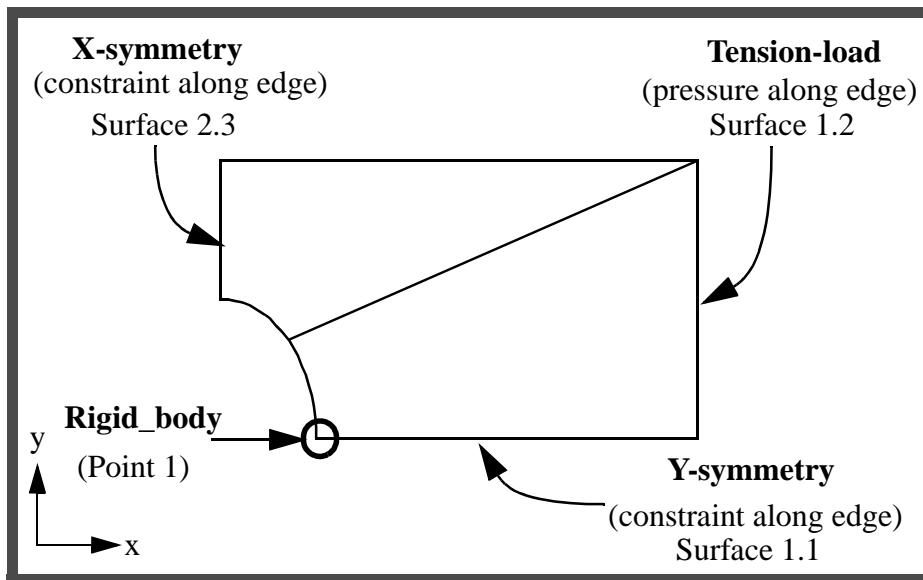 X-symmetry
(constraint along edge)
Surface 2.3
Tension-load
(pressure along edge)
Surface 1.2
Rigid_body
(Point 1)
y
x
Y-symmetry
(constraint along edge)
Surface 1.1